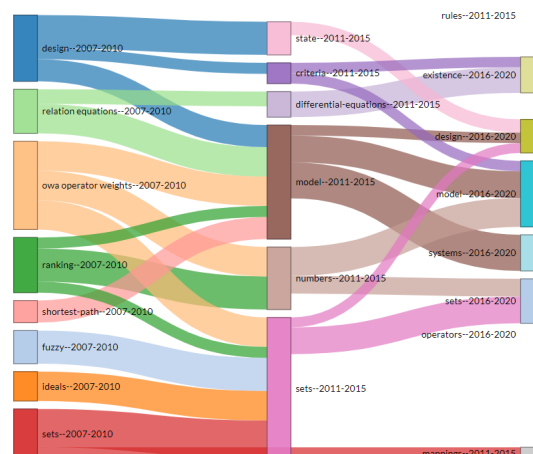 rules--2011-2015
design--2007-2010
state--2011-2015
criteria--2011-2015
existence--2016-2020
relation equations--2007-2010
differential-equations--2011-2015
design--2016-2020
owa operator weights--2007-2010
model--2011-2015
model--2016-2020
systems--2016-2020
ranking--2007-2010
numbers--2011-2015
sets--2016-2020
shortest-path--2007-2010
operators--2016-2020
fuzzy--2007-2010
ideals--2007-2010
sets--2011-2015
sets--2007-2010
mappings--2011-2015